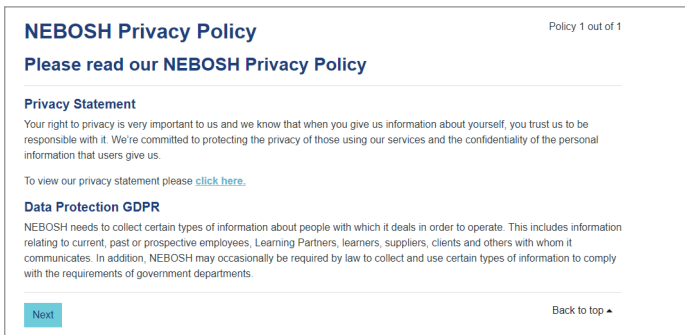 NEBOSH Privacy Policy
Policy 1 out of 1
Please read our NEBOSH Privacy Policy
Privacy Statement
Your right to privacy is very important to us and we know that when you give us information about yourself, you trust us to be
responsible with it. We're committed to protecting the privacy of those using our services and the confidentiality of the personal
information that users give us.
To view our privacy statement please click here.
Data Protection GDPR
NEBOSH needs to collect certain types of information about people with which it deals in order to operate. This includes information
relating to current, past or prospective employees, Learning Partners, learners, suppliers, clients and others with whom it
communicates. In addition, NEBOSH may occasionally be required by law to collect and use certain types of information to comply
with the requirements of government departments.
Next
Back to top